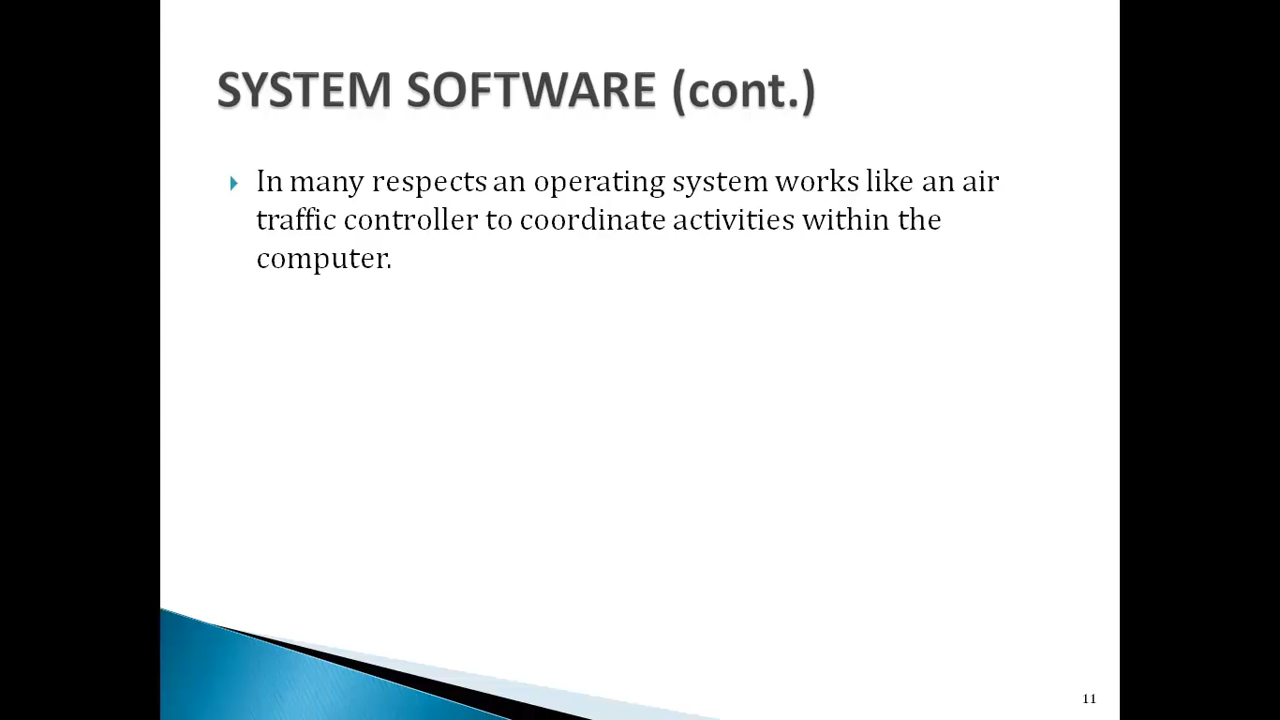 SYSTEM SOFTWARE (cont.)
In many respects an operating system works like an air
traffic controller to coordinate activities within the
computer.
11